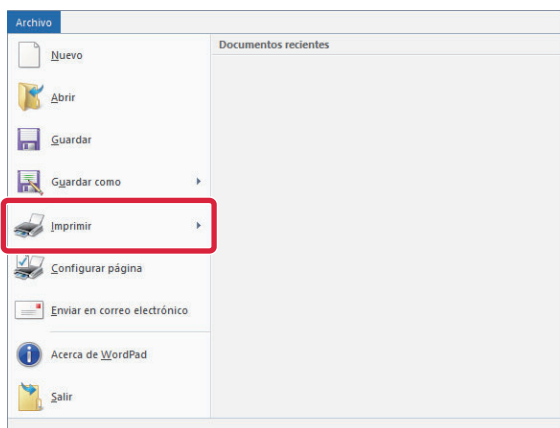 Archivo
Documentos recientes
Nuevo
Abrir
Guardar
Guardar como
Imprimir
Configurar página
Enviar en correo electrónico
Acerca de WordPad
Salir